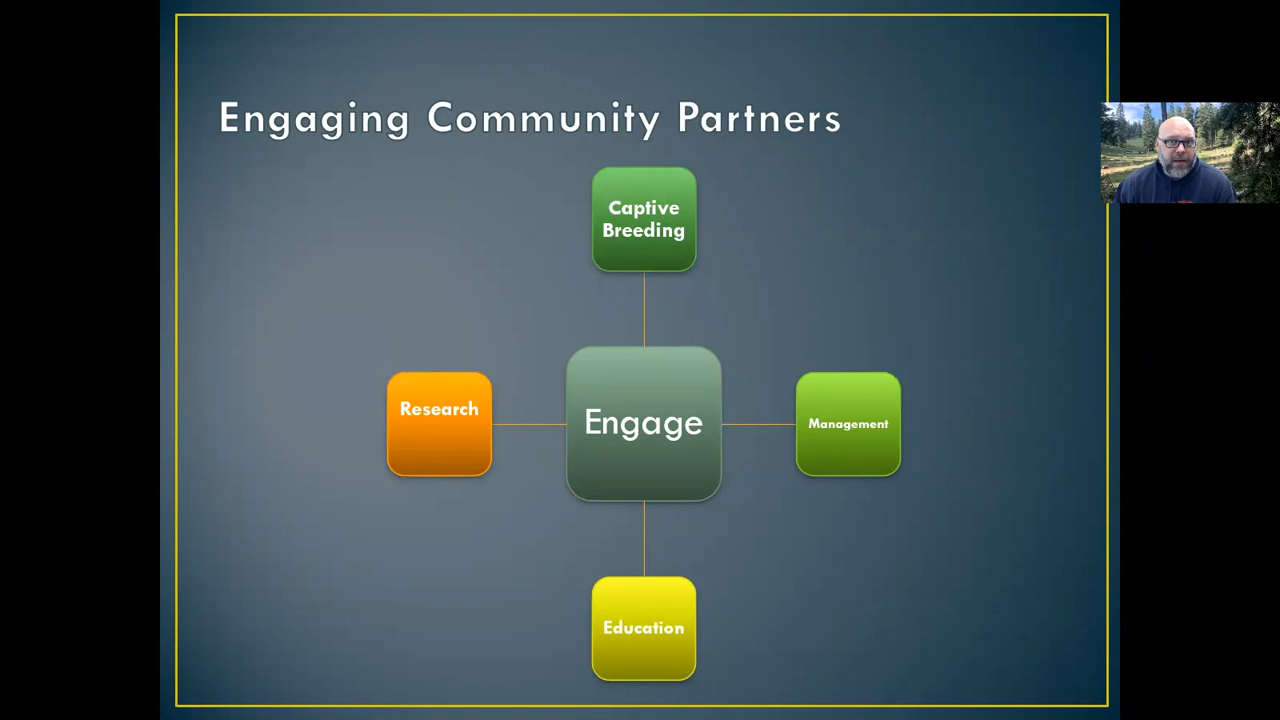 Engaging Community Partners
Captive
Breeding
Research
Engage
Management
Education